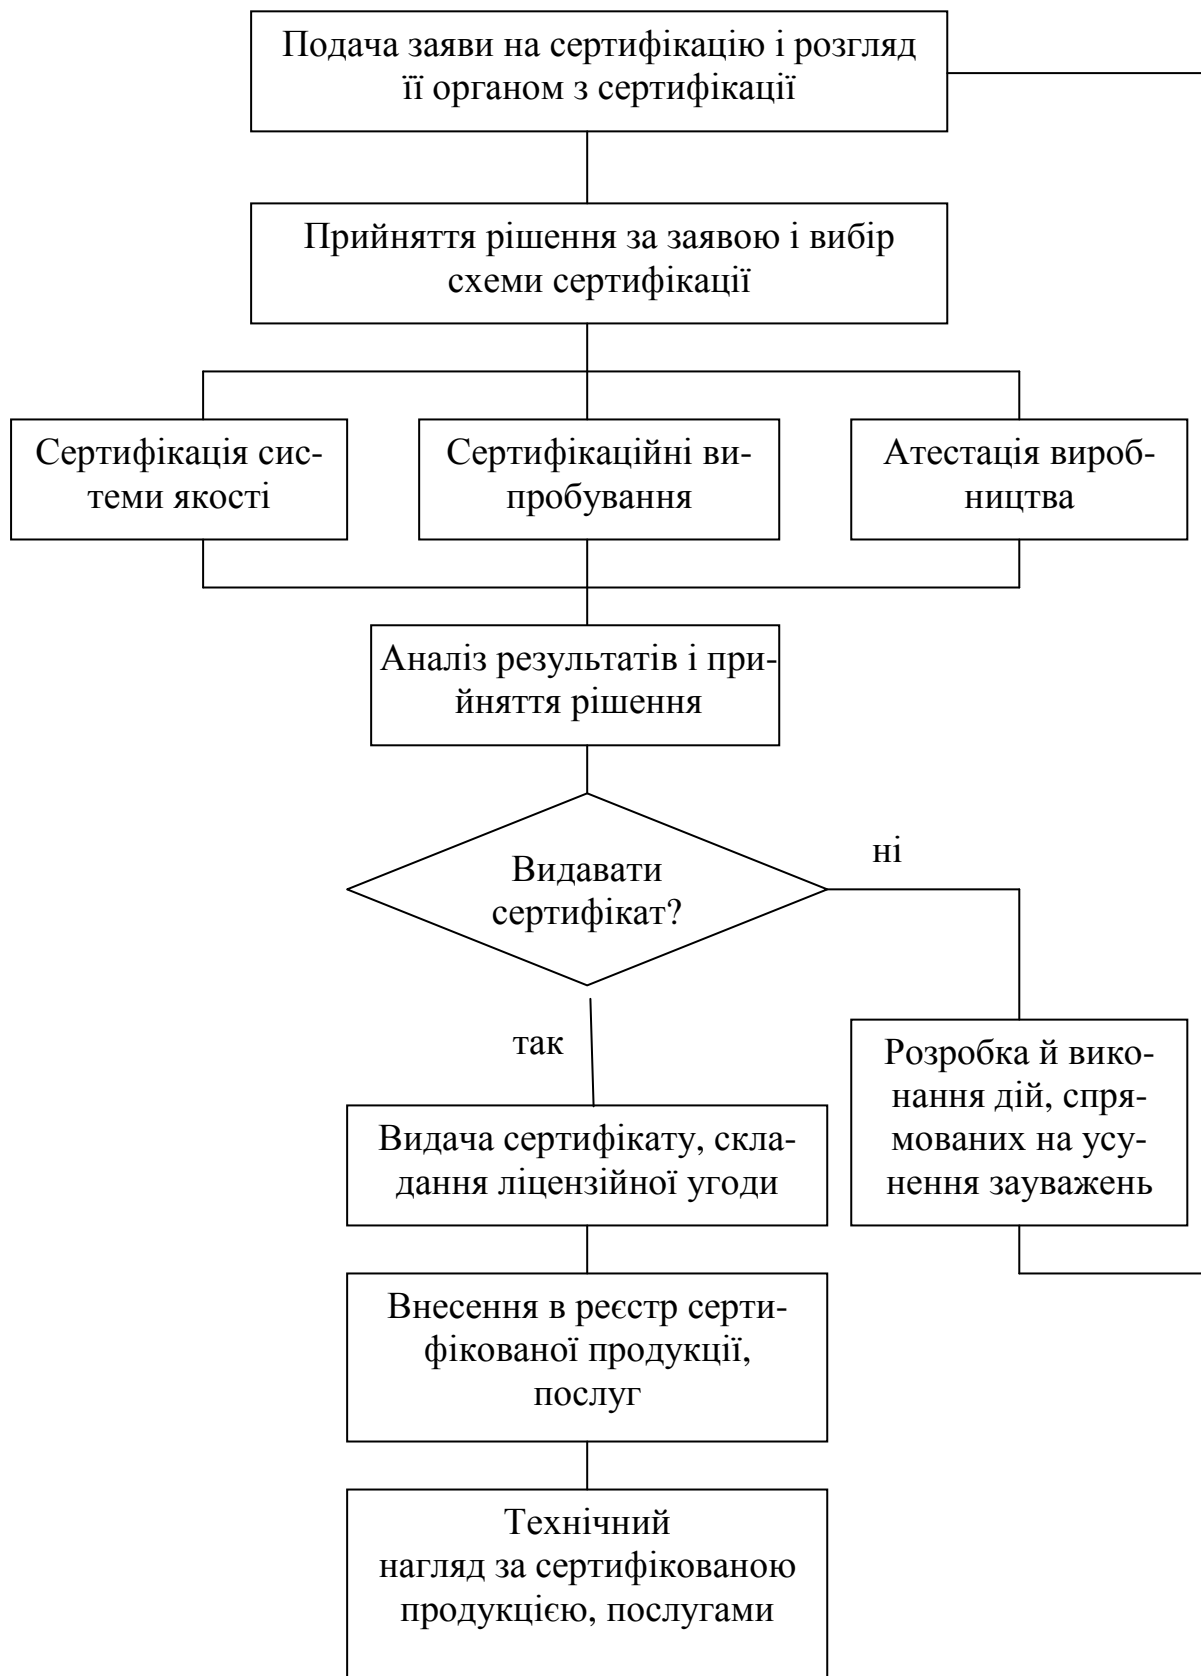 Подача заяви на сертифікацію і розгляд
її органом з сертифікації
Прийняття рішення за заявою і вибір
схеми сертифікації
Сертифікація сис-
теми якості
Сертифікаційні ви-
пробування
Атестація вироб-
ництва
Аналіз результатів і при-
йняття рішення
Видавати
сертифікат?
ні
так
Видача сертифікату, скла-
дання ліцензійної угоди
Розробка й вико-
нання дій, спря-
мованих на усу-
нення зауважень
Внесення в реєстр серти-
фікованої продукції,
послуг
Технічний
нагляд за сертифікованою
продукцією, послугами